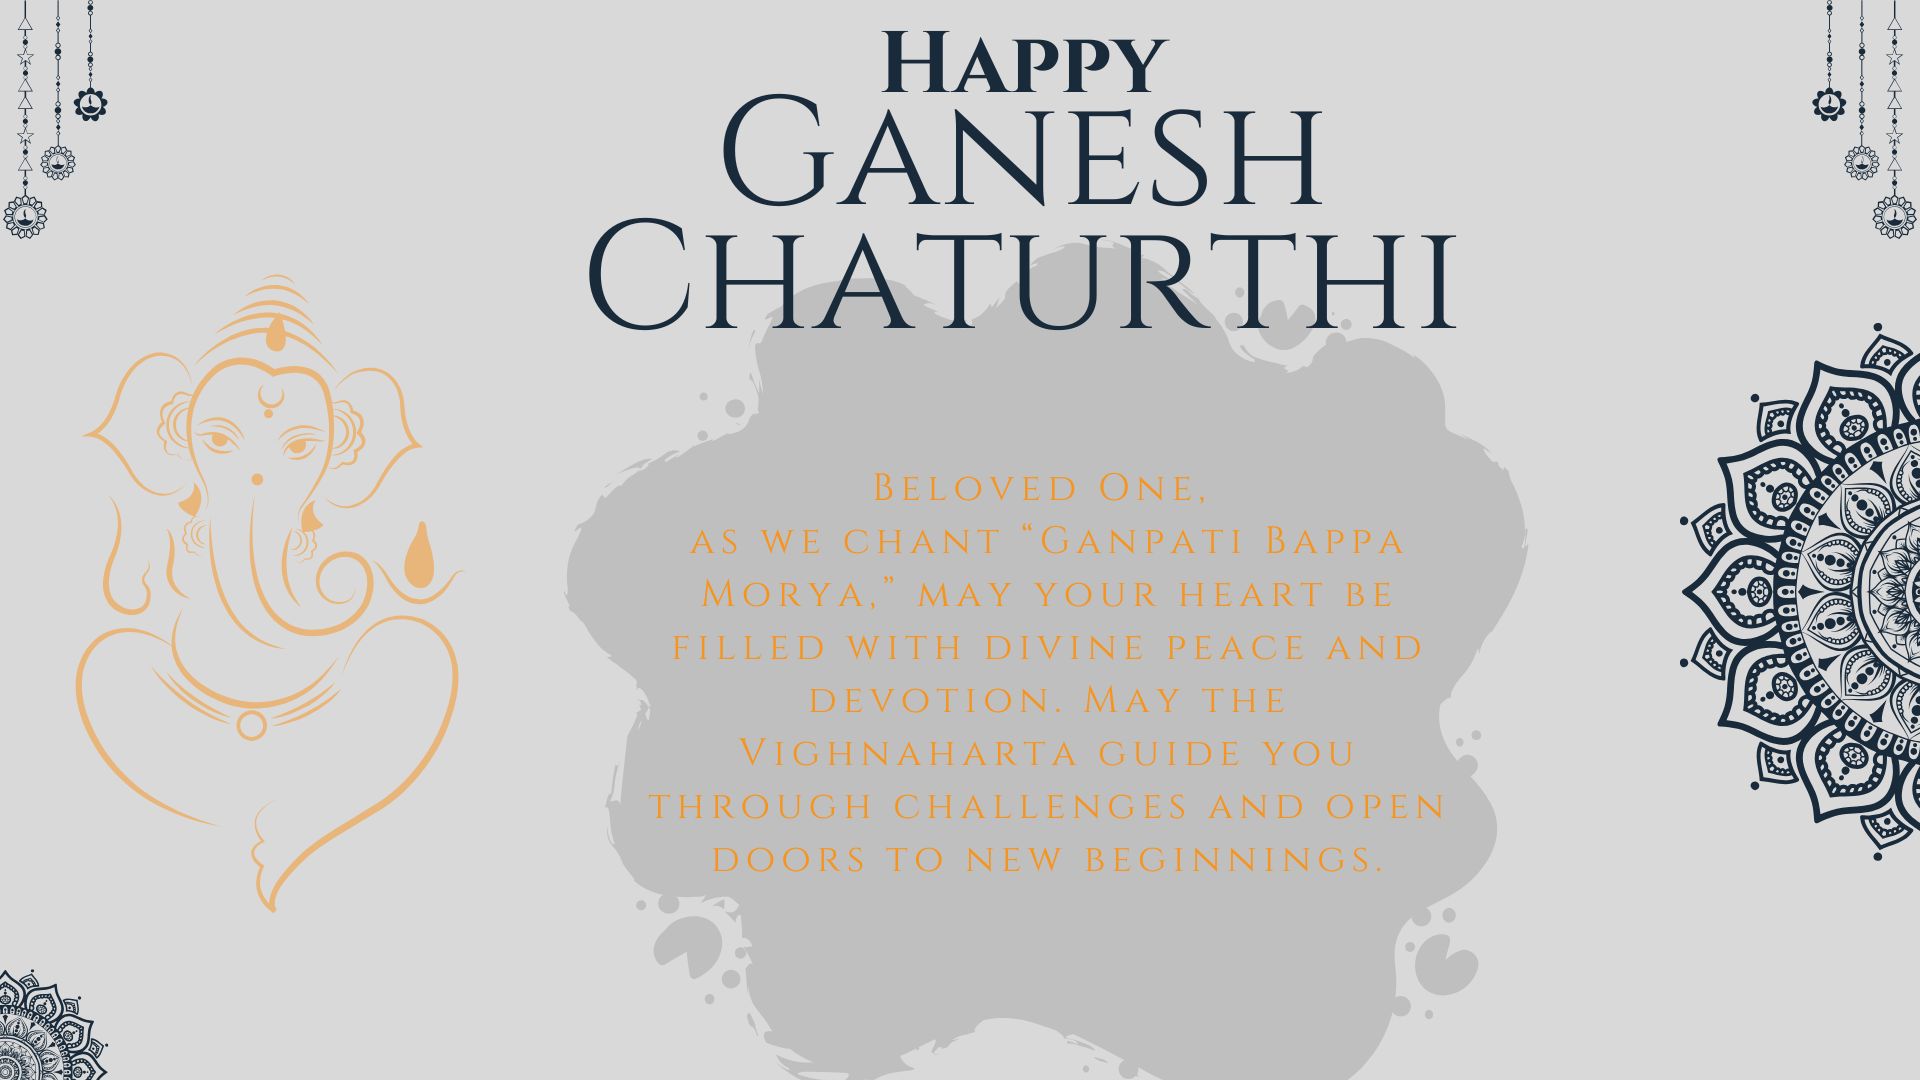 Happy
Ganesh
Chaturthi
Beloved One,
as we chant “Ganpati Bappa
Morya,” may your heart be
filled with divine peace and
devotion. May the
Vighnaharta guide you
through challenges and open
doors to new beginnings.